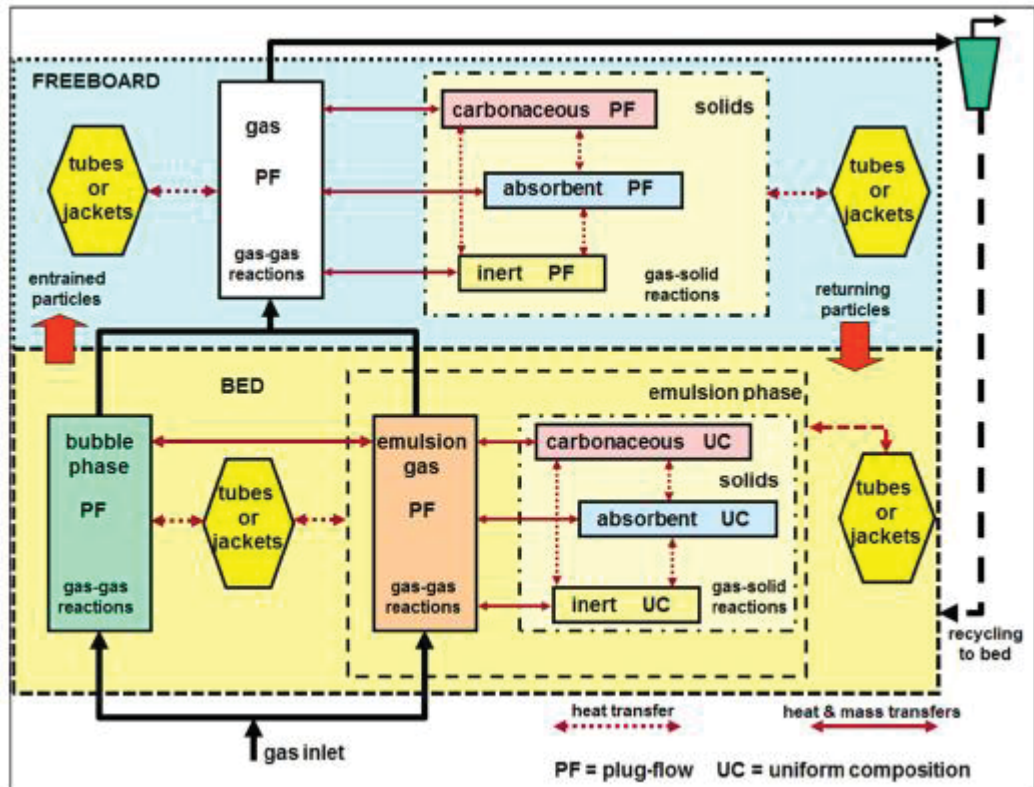 FREEBOARD
gas
PF
gas-gas
reactions
tubes
or
jackets
carbonaceous PF
solids
absorbent PF
inert PF
gas-solid
reactions
tubes
or
jackets
entrained
particles
returning
particles
BED
emulsion phase
bubble
phase
PF
gas-gas
reactions
tubes
or
jackets
emulsion
gas
PF
gas-gas
reactions
carbonaceous UC
solids
absorbent UC
inert UC
gas-solid
reactions
tubes
or
jackets
recycling
to bed
gas inlet
heat transfer
heat & mass transfers
PF = plug-flow UC = uniform composition